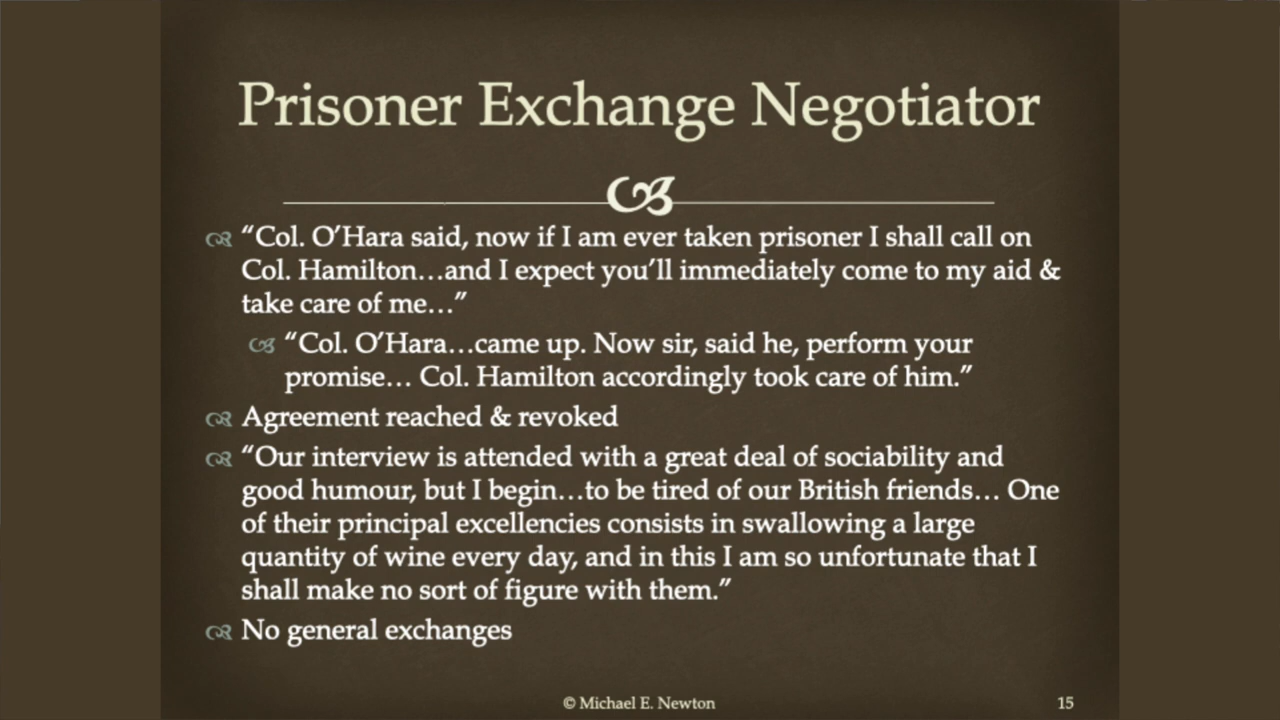 Prisoner Exchange Negotiator
“Col. O’Hara said, now if I am ever taken prisoner I shall call on
Col. Hamilton…and I expect you’ll immediately come to my aid &
take care of me…”
“Col. O’Hara…came up. Now sir, said he, perform your
promise… Col. Hamilton accordingly took care of him.”
Agreement reached & revoked
“Our interview is attended with a great deal of sociability and
good humour, but I begin…to be tired of our British friends… One
of their principal excellencies consists in swallowing a large
quantity of wine every day, and in this I am so unfortunate that I
shall make no sort of figure with them.”
No general exchanges
© Michael E. Newton
15